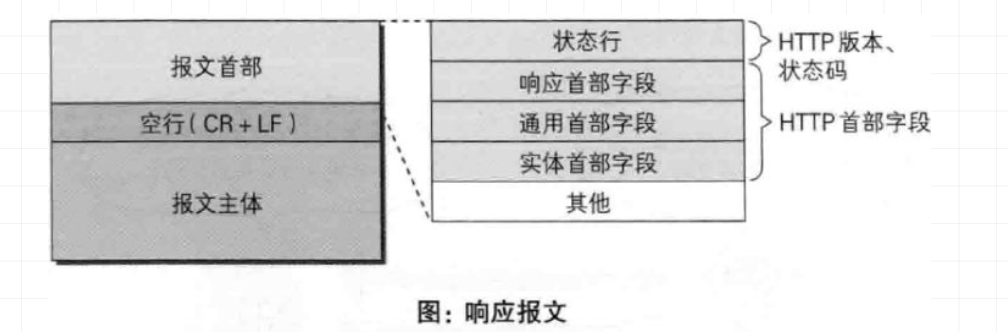 报文首部
空行(CR+LF)
报文主体
状态行
响应首部字段
通用首部字段
实体首部字段
其他
HTTP版本、
状态码
HTTP首部字段
图:响应报文